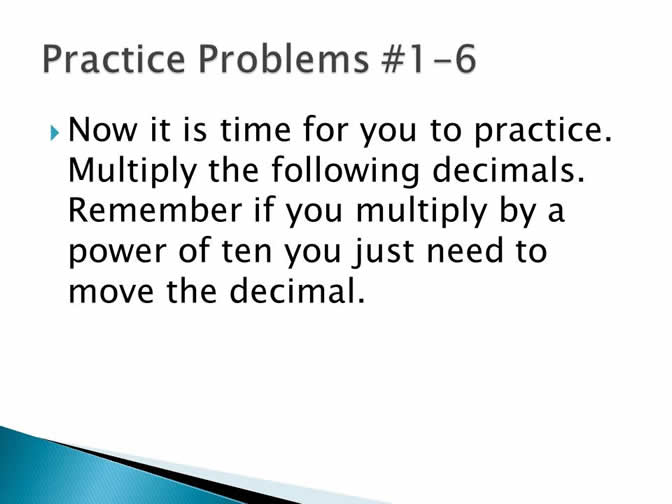 Practice Problems #1-6
Now it is time for you to practice.
Multiply the following decimals.
Remember if you multiply by a
power of ten you just need to
move the decimal.